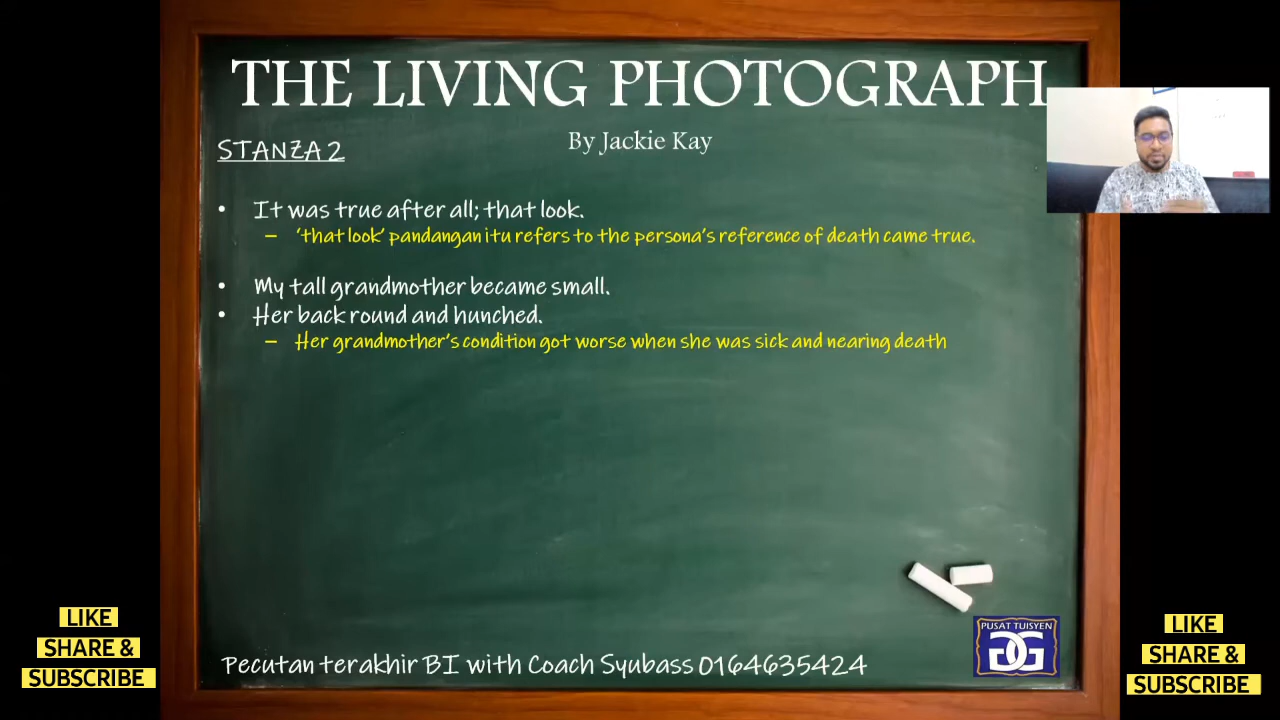 THE LIVING PHOTOGRAPH
By Jackie Kay
STANZA 2
• It was true after all; that look.
– 'that look' pandangan itu refers to the persona's reference of death came true.
• My tall grandmother became small.
• Her back round and hunched.
– Her grandmother's condition got worse when she was sick and nearing death
PUSAT TUISYEN
GG
Pecutan terakhir BI with Coach Syubass 0164635424
LIKE
SHARE &
SUBSCRIBE
LIKE
SHARE &
SUBSCRIBE